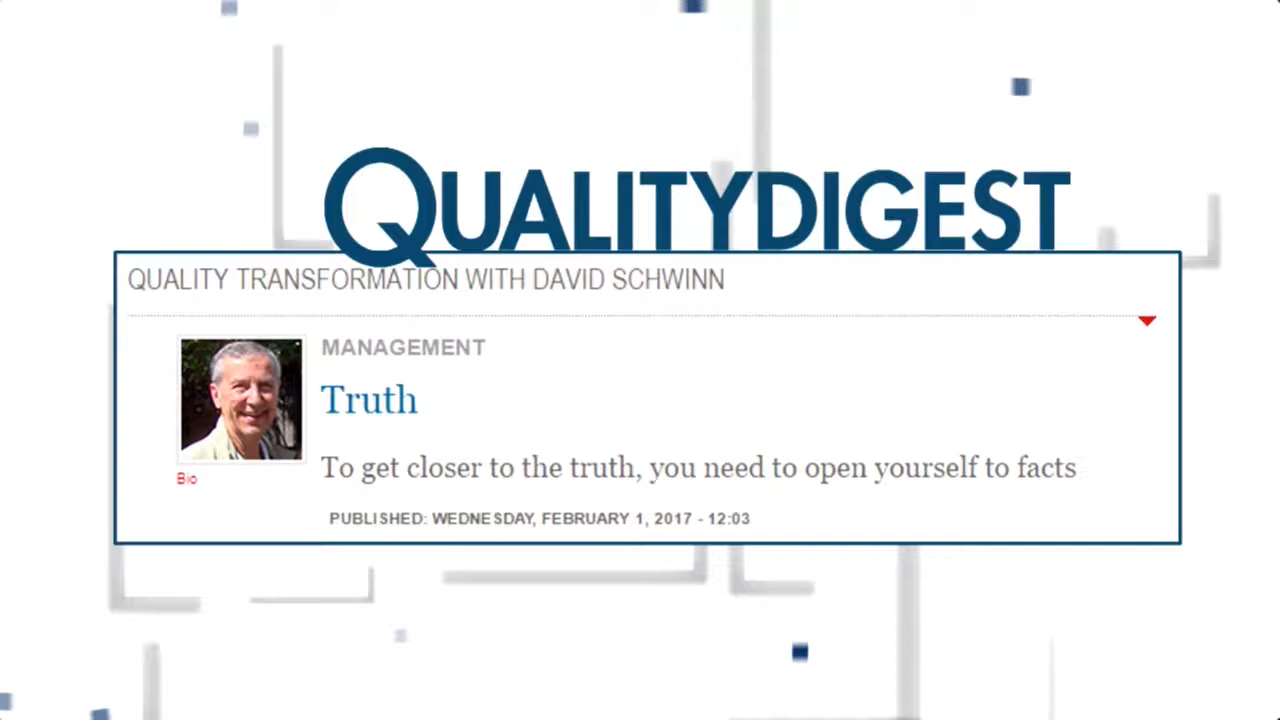 QUALITYDIGEST
QUALITY TRANSFORMATION WITH DAVID SCHWINN
MANAGEMENT
Truth
To get closer to the truth, you need to open yourself to facts
Bio
PUBLISHED: WEDNESDAY, FEBRUARY 1, 2017 - 12:03